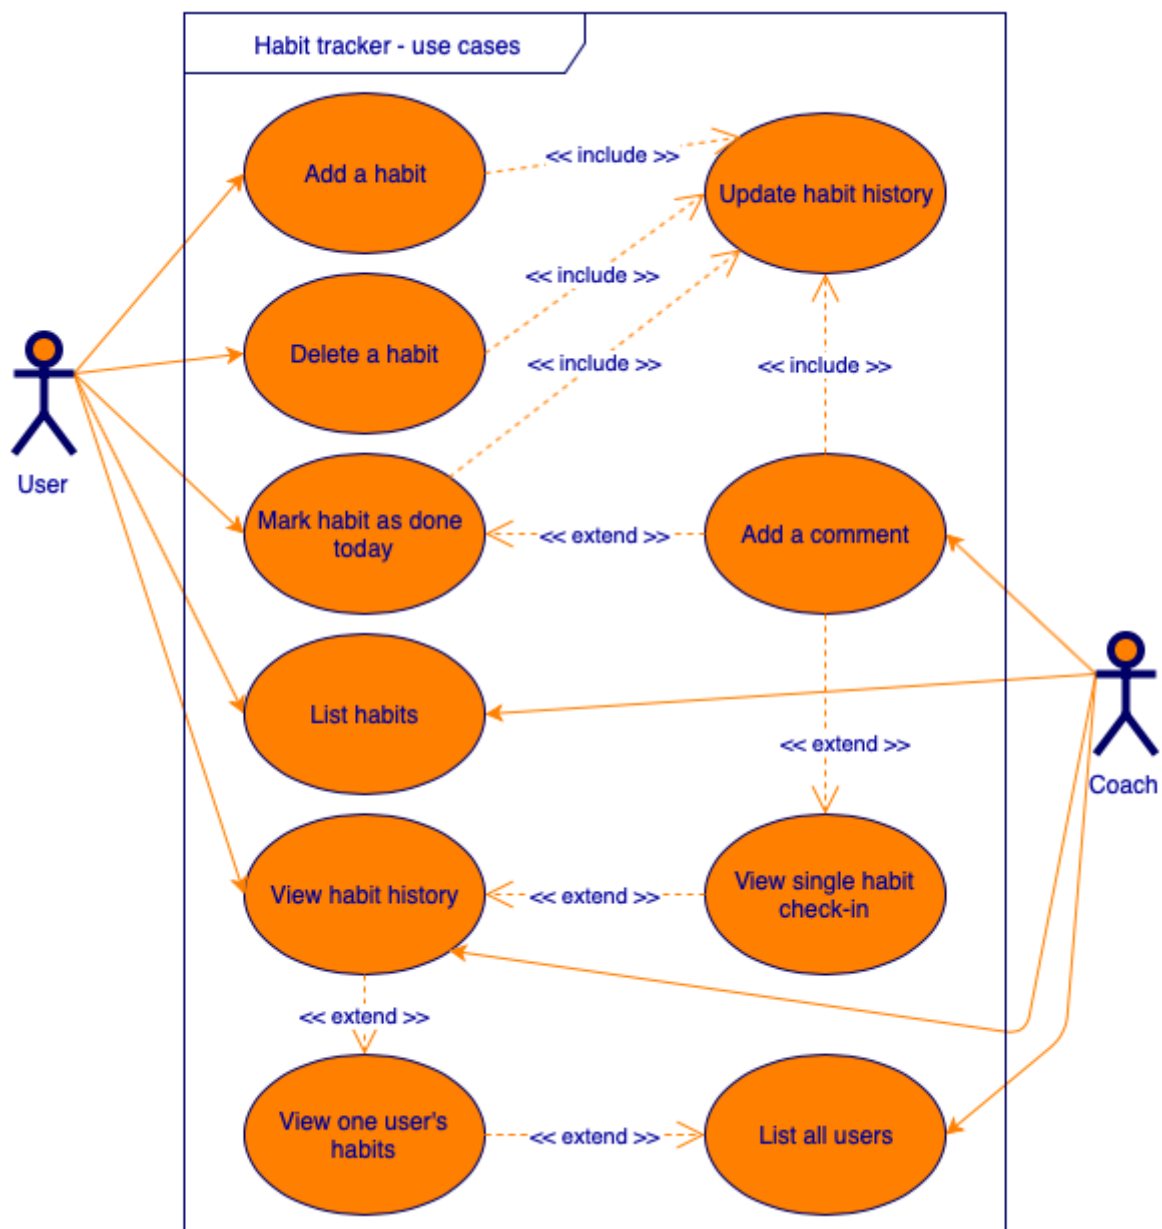 Habit tracker - use cases
Add a habit
<< include >>
Update habit history
<< include >>
Delete a habit
<< include >>
<< include >>
User
Mark habit as done
today
<< extend >>
Add a comment
List habits
<< extend >>
Coach
View habit history
<< extend >>
View single habit
check-in
<< extend >>
View one user's
habits
<< extend >>
List all users